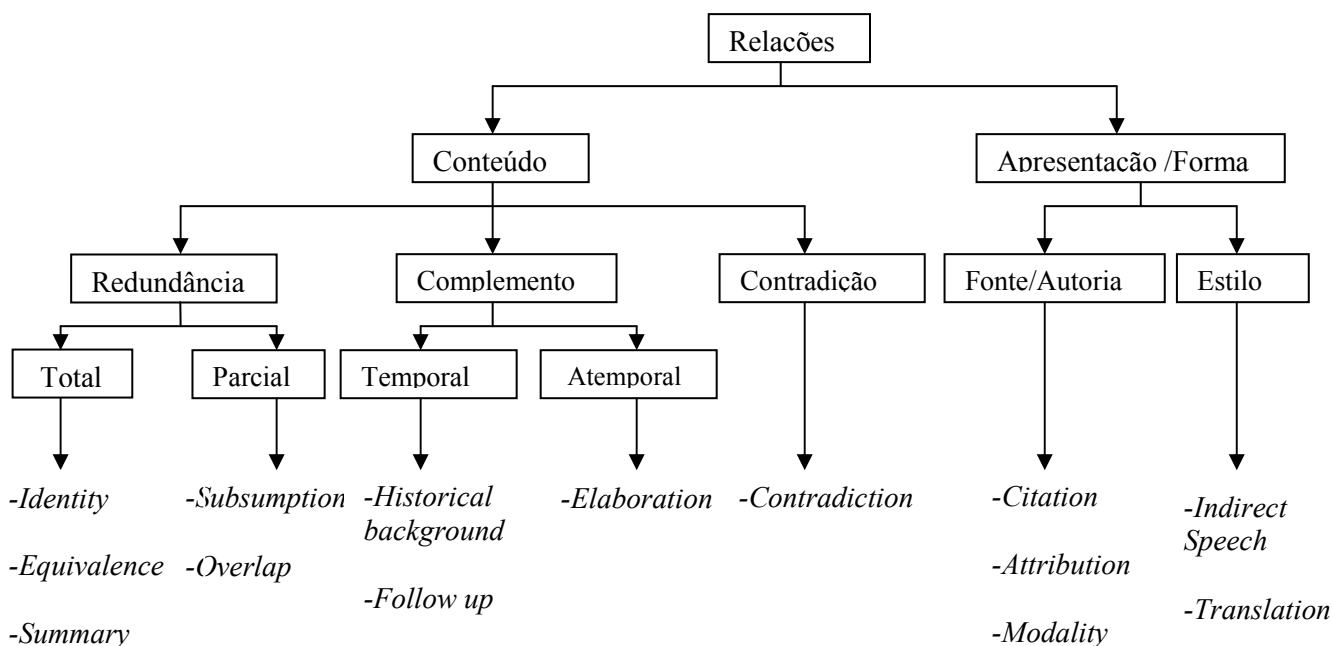 Relações
Conteúdo
Apresentação /Forma
Redundância
Complemento
Contradição
Fonte/Autoria
Estilo
Total
Parcial
Temporal
Atemporal
-Identity
-Equivalence
-Summary
-Subsumption
-Overlap
-Historical
background
-Follow up
-Elaboration
-Contradiction
-Citation
-Attribution
-Modality
-Indirect
Speech
-Translation